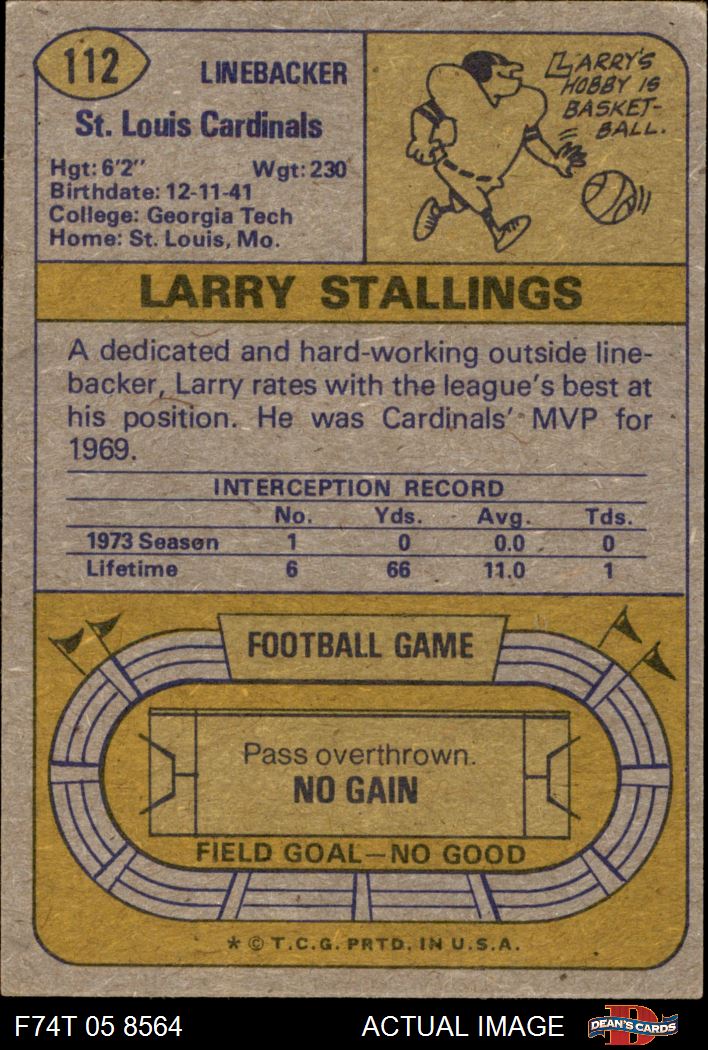 112
LINEBACKER
St. Louis Cardinals
Hgt: 6'2" Wgt: 230
Birthdate: 12-11-41
College: Georgia Tech
Home: St. Louis, Mo.
LARRY'S
HOBBY IS
BASKET-
BALL.
LARRY STALLINGS
A dedicated and hard-working outside line-
backer, Larry rates with the league's best at
his position. He was Cardinals' MVP for
1969.
INTERCEPTION RECORD
No. Yds. Avg. Tds.
1973 Season 1 0 0.0 0
Lifetime 6 66 11.0 1
FOOTBALL GAME
Pass overthrown.
NO GAIN
FIELD GOAL—NO GOOD
* © T.C.G. PRTD. IN U.S.A.
F74T 05 8564 ACTUAL IMAGE
D
DEAN'S CARDS